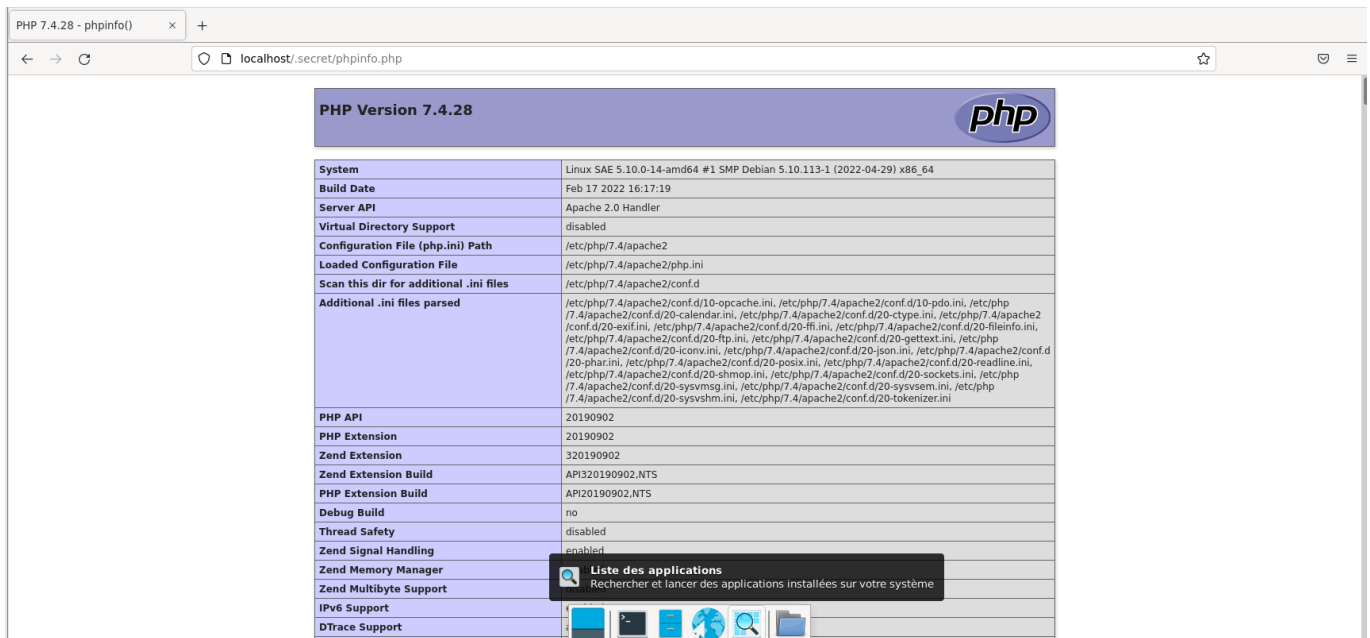 PHP 7.4.28 - phpinfo()
localhost/.secret/phpinfo.php
PHP Version 7.4.28
php
System Linux SAE 5.10.0-14-amd64 #1 SMP Debian 5.10.113-1 (2022-04-29) x86_64
Build Date Feb 17 2022 16:17:19
Server API Apache 2.0 Handler
Virtual Directory Support disabled
Configuration File (php.ini) Path /etc/php/7.4/apache2
Loaded Configuration File /etc/php/7.4/apache2/php.ini
Scan this dir for additional .ini files /etc/php/7.4/apache2/conf.d
Additional .ini files parsed /etc/php/7.4/apache2/conf.d/10-opcache.ini, /etc/php/7.4/apache2/conf.d/10-pdo.ini, /etc/php
/7.4/apache2/conf.d/20-calendar.ini, /etc/php/7.4/apache2/conf.d/20-ctype.ini, /etc/php/7.4/apache2
/conf.d/20-exif.ini, /etc/php/7.4/apache2/conf.d/20-ffi.ini, /etc/php/7.4/apache2/conf.d/20-fileinfo.ini,
/etc/php/7.4/apache2/conf.d/20-ftp.ini, /etc/php/7.4/apache2/conf.d/20-gettext.ini, /etc/php
/7.4/apache2/conf.d/20-iconv.ini, /etc/php/7.4/apache2/conf.d/20-json.ini, /etc/php/7.4/apache2/conf.d
/20-phar.ini, /etc/php/7.4/apache2/conf.d/20-posix.ini, /etc/php/7.4/apache2/conf.d/20-readline.ini,
/etc/php/7.4/apache2/conf.d/20-shmop.ini, /etc/php/7.4/apache2/conf.d/20-sockets.ini, /etc/php
/7.4/apache2/conf.d/20-sysvmsg.ini, /etc/php/7.4/apache2/conf.d/20-sysvsem.ini, /etc/php
/7.4/apache2/conf.d/20-sysvshm.ini, /etc/php/7.4/apache2/conf.d/20-tokenizer.ini
PHP API 20190902
PHP Extension 20190902
Zend Extension 320190902
Zend Extension Build API320190902,NTS
PHP Extension Build API20190902,NTS
Debug Build no
Thread Safety disabled
Zend Signal Handling enabled
Zend Memory Manager
Liste des applications
Rechercher et lancer des applications installées sur votre système
Zend Multibyte Support
IPv6 Support
DTrace Support